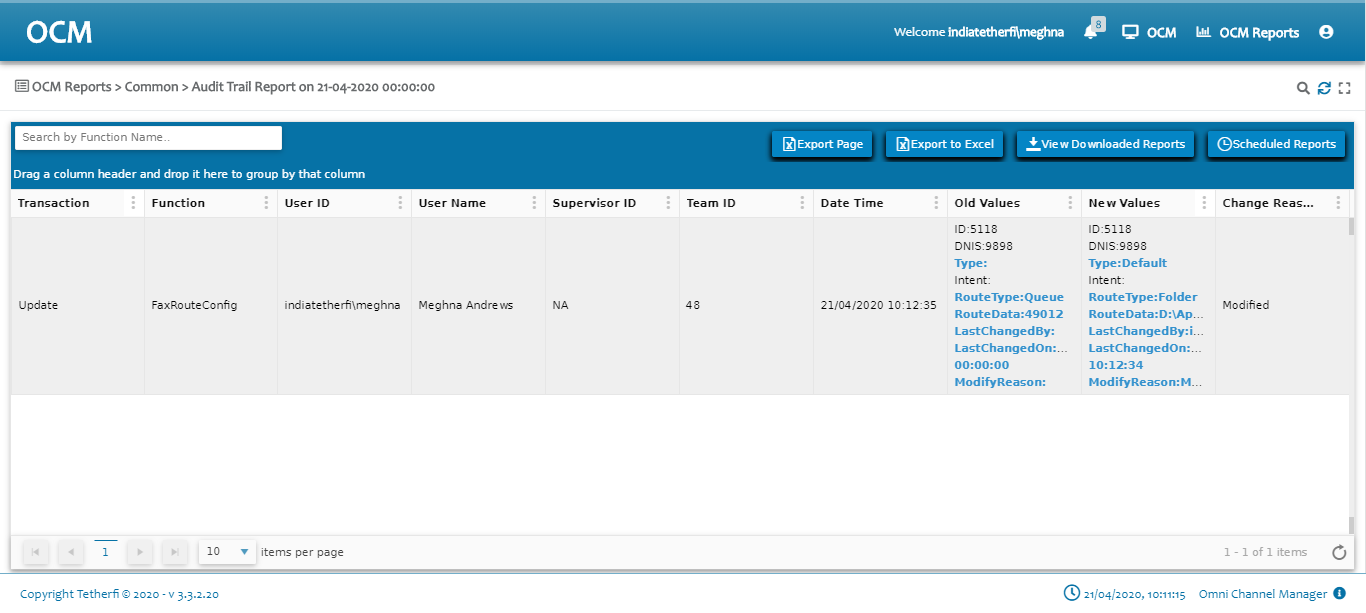 OCM
Welcome indiatetherfi\meghna
8
OCM
OCM Reports
OCM Reports > Common > Audit Trail Report on 21-04-2020 00:00:00
Search by Function Name..
Export Page
Export to Excel
View Downloaded Reports
Scheduled Reports
Drag a column header and drop it here to group by that column
Transaction
Function
User ID
User Name
Supervisor ID
Team ID
Date Time
Old Values
New Values
Change Reas...
Update
FaxRouteConfig
indiatetherfi\meghna
Meghna Andrews
NA
48
21/04/2020 10:12:35
ID:5118
DNIS:9898
Type:
Intent:
RouteType:Queue
RouteData:49012
LastChangedBy:
LastChangedOn:...
00:00:00
ModifyReason:
ID:5118
DNIS:9898
Type:Default
Intent:
RouteType:Folder
RouteData:D:\Ap...
LastChangedBy:i...
LastChangedOn:...
10:12:34
ModifyReason:M...
Modified
1
10
items per page
1 - 1 of 1 items
Copyright Tetherfi © 2020 - v 3.3.2.20
21/04/2020, 10:11:15
Omni Channel Manager